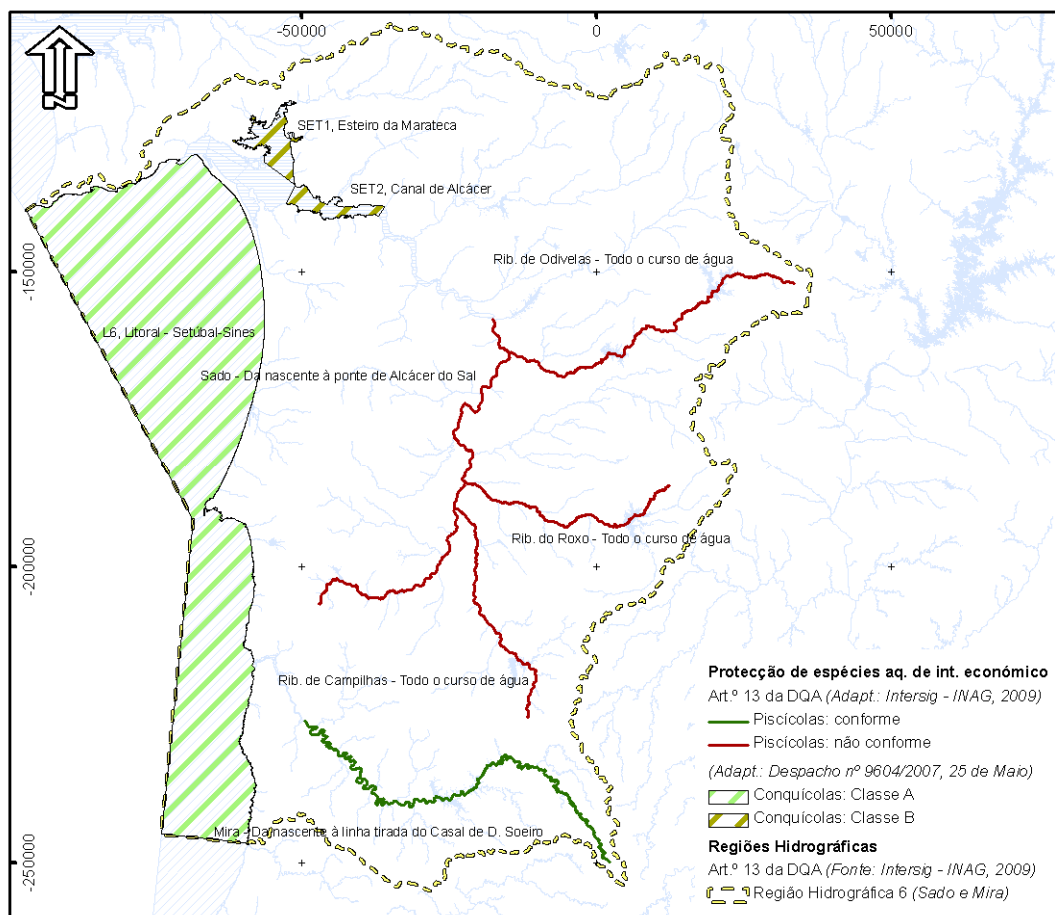 -50000
0
50000
N
SET1, Esteiro da Marateca
SET2, Canal de Alcácer
Rib. de Odivelas - Todo o curso de água
-150000
L6, Litoral - Setúbal-Sines
Sado - Da nascente à ponte de Alcácer do Sal
Rib. do Roxo - Todo o curso de água
-200000
Rib. de Campilhas - Todo o curso de água
Mira - Da nascente à linha tirada do Casal de D. Soeiro
-250000
Protecção de espécies aq. de int. económico
Art.º 13 da DQA (Adapt.: Intersig - INAG, 2009)
Piscícolas: conforme
Piscícolas: não conforme
(Adapt.: Despacho nº 9604/2007, 25 de Maio)
Conquícolas: Classe A
Conquícolas: Classe B
Regiões Hidrográficas
Art.º 13 da DQA (Fonte: Intersig - INAG, 2009)
Região Hidrográfica 6 (Sado e Mira)